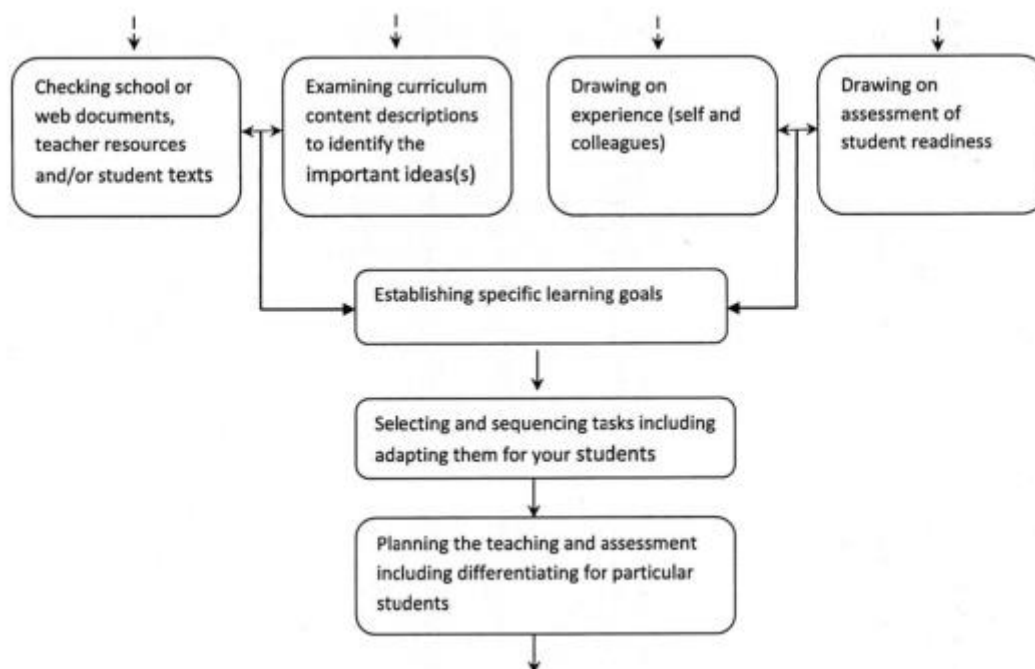 Checking school or
web documents,
teacher resources
and/or student texts
Examining curriculum
content descriptions
to identify the
important ideas(s)
Drawing on
experience (self and
colleagues)
Drawing on
assessment of
student readiness
Establishing specific learning goals
Selecting and sequencing tasks including
adapting them for your students
Planning the teaching and assessment
including differentiating for particular
students